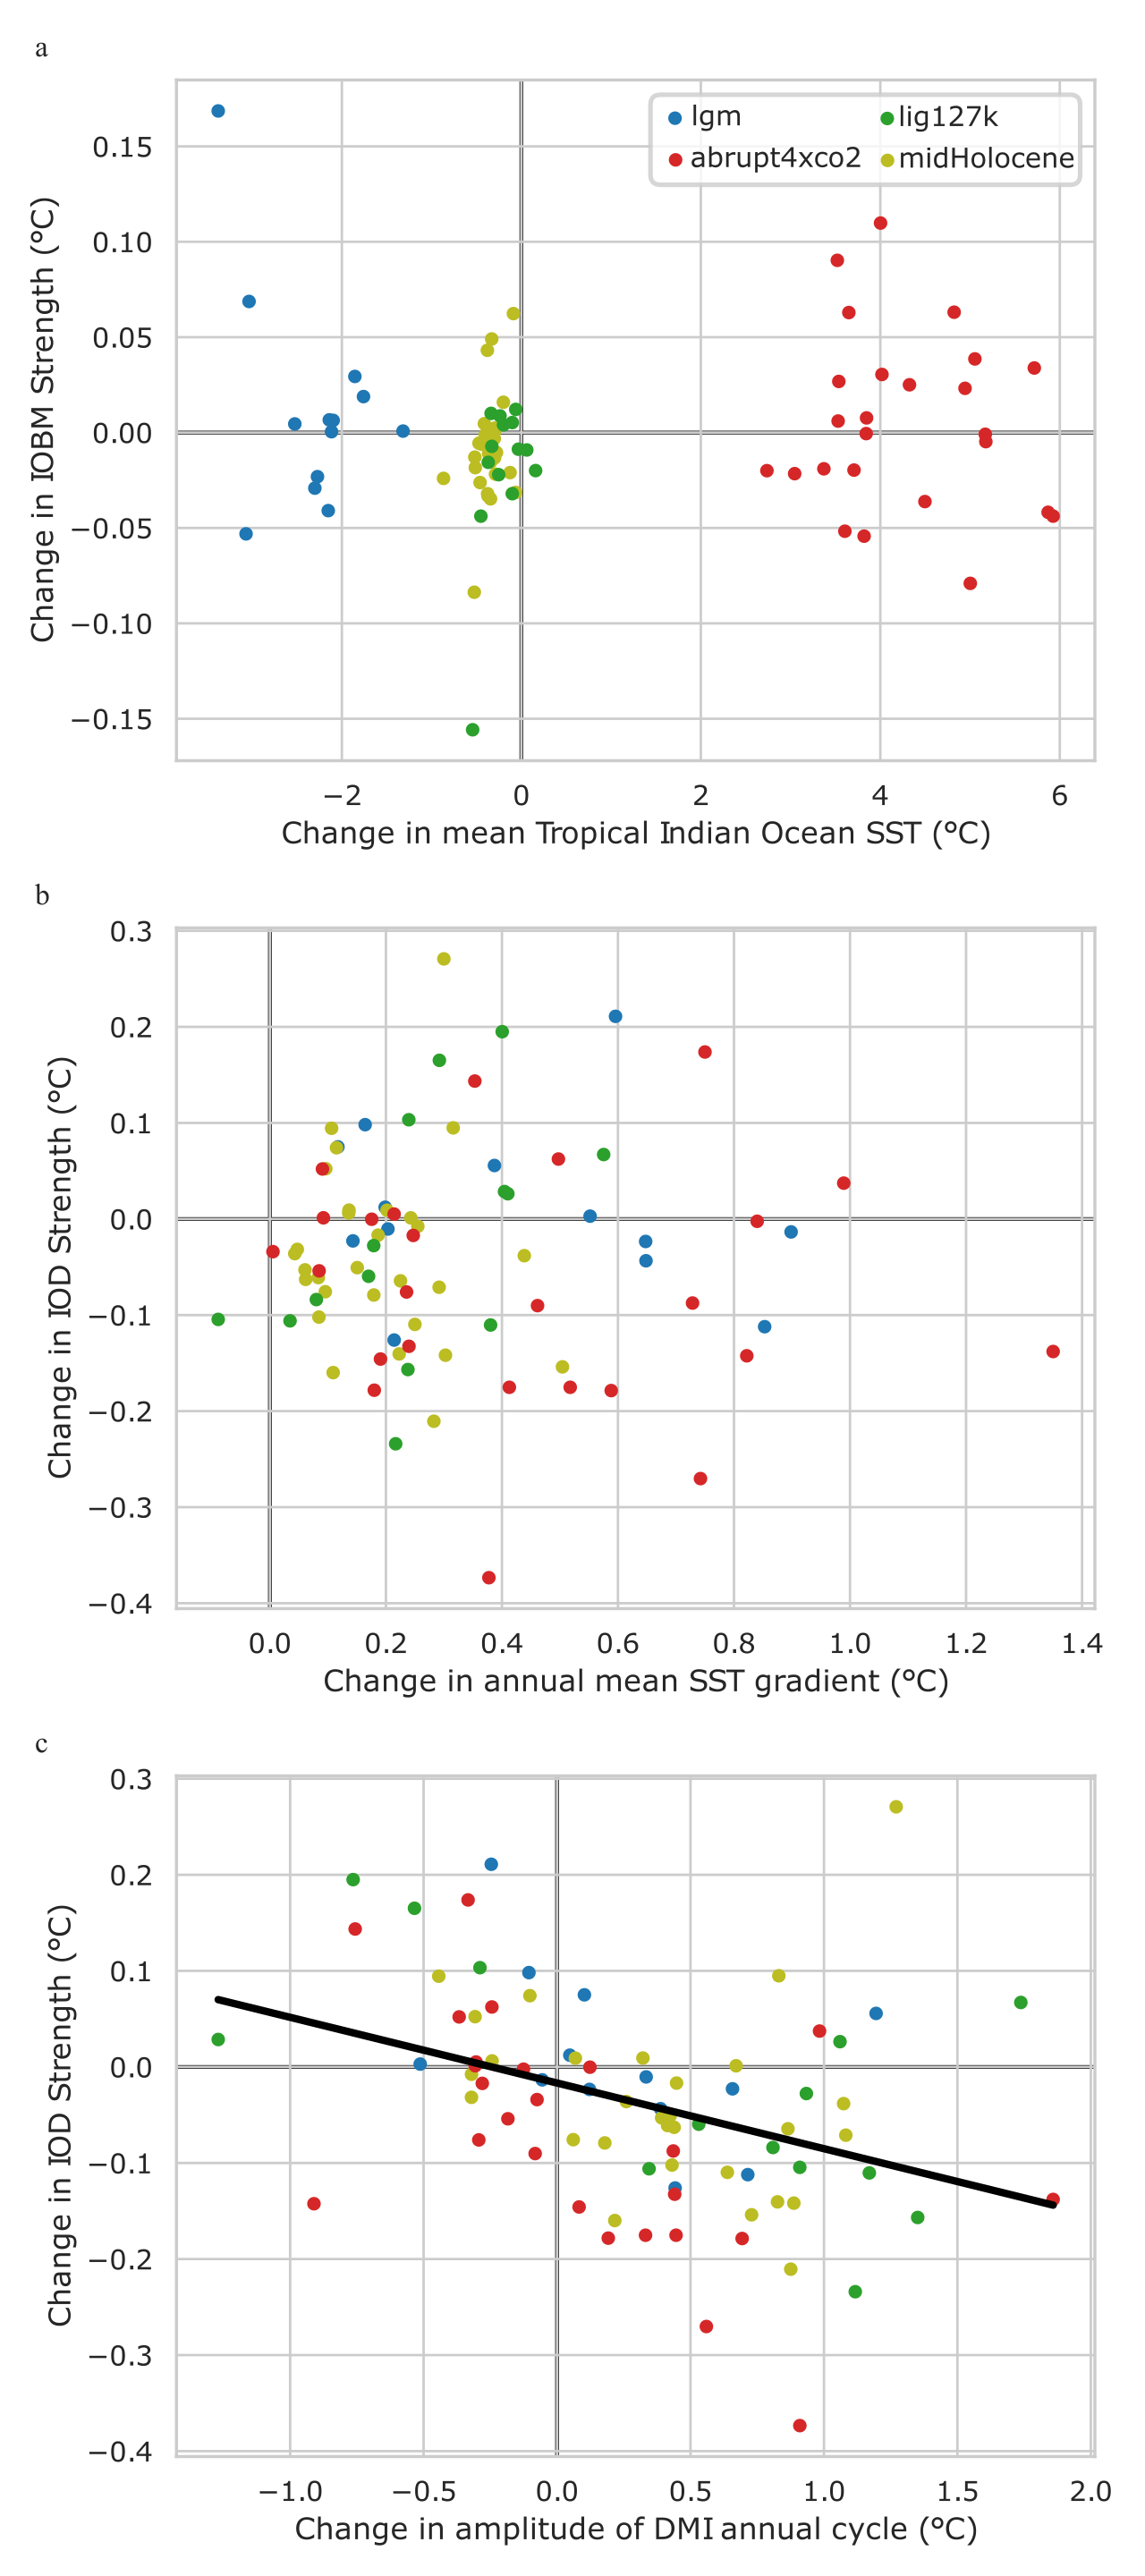 a
lgm
lig127k
abrupt4xco2
midHolocene
0.15
0.10
0.05
0.00
−0.05
−0.10
−0.15
Change in IOBM Strength (°C)
−2 0 2 4 6
Change in mean Tropical Indian Ocean SST (°C)
b
0.3
0.2
0.1
0.0
−0.1
−0.2
−0.3
−0.4
Change in IOD Strength (°C)
0.0 0.2 0.4 0.6 0.8 1.0 1.2 1.4
Change in annual mean SST gradient (°C)
c
0.3
0.2
0.1
0.0
−0.1
−0.2
−0.3
−0.4
Change in IOD Strength (°C)
−1.0 −0.5 0.0 0.5 1.0 1.5 2.0
Change in amplitude of DMI annual cycle (°C)